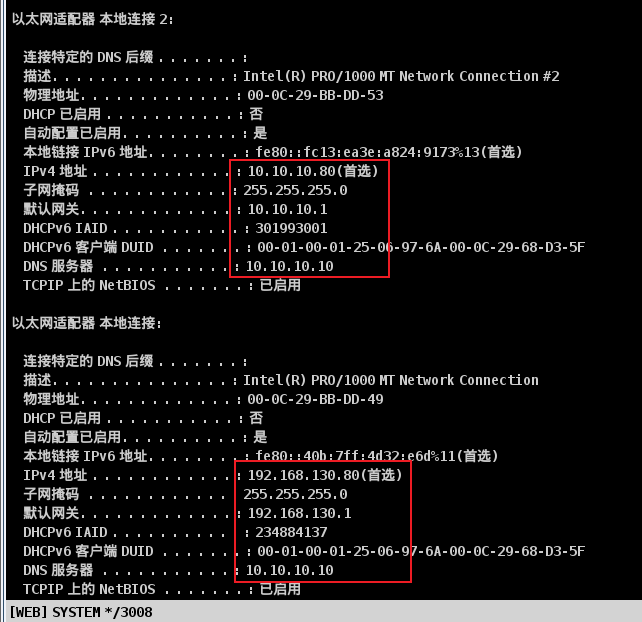 以太网适配器 本地连接 2:
连接特定的 DNS 后缀 . . . . . . . :
描述. . . . . . . . . . . . . . . : Intel(R) PRO/1000 MT Network Connection #2
物理地址. . . . . . . . . . . . . : 00-0C-29-BB-DD-53
DHCP 已启用 . . . . . . . . . . . : 否
自动配置已启用. . . . . . . . . . : 是
本地链接 IPv6 地址. . . . . . . . : fe80::fc13:ea3e:a824:9173%13(首选)
IPv4 地址 . . . . . . . . . . . . : 10.10.10.80(首选)
子网掩码 . . . . . . . . . . . . : 255.255.255.0
默认网关. . . . . . . . . . . . . : 10.10.10.1
DHCPv6 IAID . . . . . . . . . . . : 301993001
DHCPv6 客户端 DUID . . . . . . . : 00-01-00-01-25-06-97-6A-00-0C-29-68-D3-5F
DNS 服务器 . . . . . . . . . . . : 10.10.10.10
TCPIP 上的 NetBIOS . . . . . . . : 已启用
以太网适配器 本地连接:
连接特定的 DNS 后缀 . . . . . . . :
描述. . . . . . . . . . . . . . . : Intel(R) PRO/1000 MT Network Connection
物理地址. . . . . . . . . . . . . : 00-0C-29-BB-DD-49
DHCP 已启用 . . . . . . . . . . . : 否
自动配置已启用. . . . . . . . . . : 是
本地链接 IPv6 地址. . . . . . . . : fe80::40b:7ff:4d32:e6d%11(首选)
IPv4 地址 . . . . . . . . . . . . : 192.168.130.80(首选)
子网掩码 . . . . . . . . . . . . 255.255.255.0
默认网关. . . . . . . . . . . . . : 192.168.130.1
DHCPv6 IAID . . . . . . . . . . : 234884137
DHCPv6 客户端 DUID . . . . . . . : 00-01-00-01-25-06-97-6A-00-0C-29-68-D3-5F
DNS 服务器 . . . . . . . . . . . : 10.10.10.10
TCPIP 上的 NetBIOS . . . . . . . : 已启用
[WEB] SYSTEM */3008